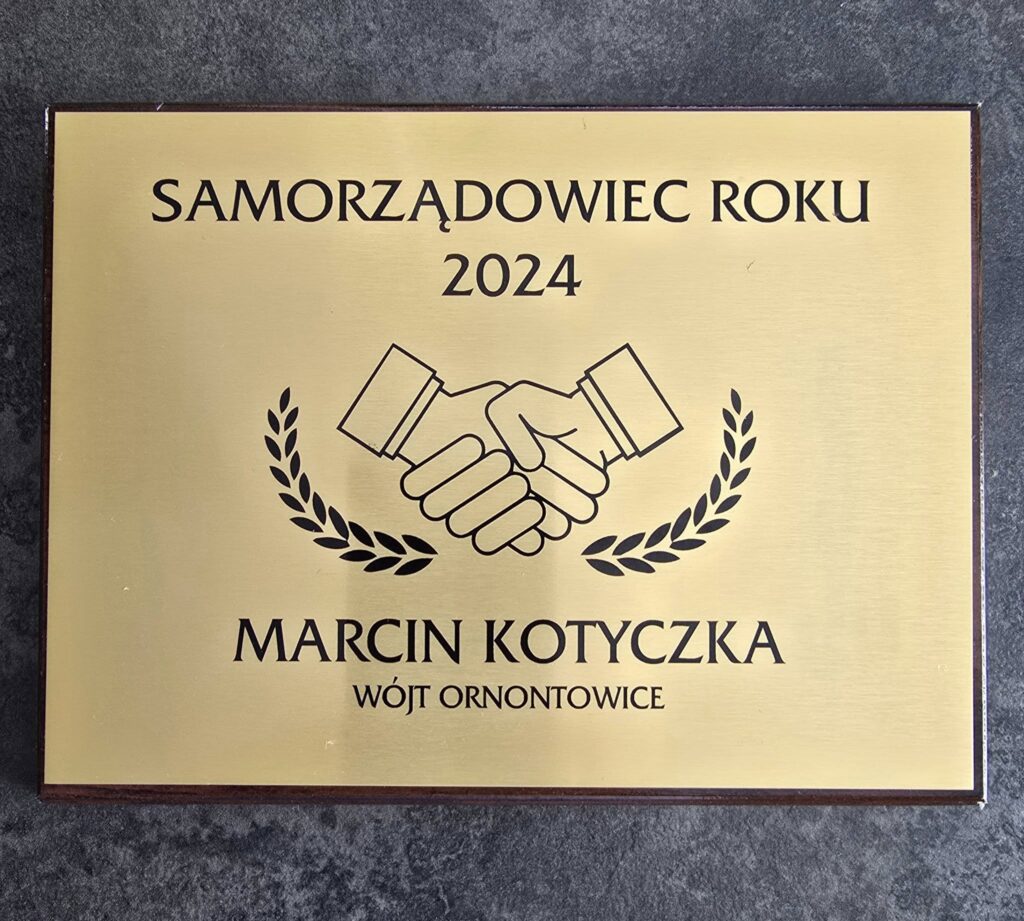 SAMORZĄDOWIEC ROKU
2024
MARCIN KOTYCZKA
WÓJT ORNONTOWICE